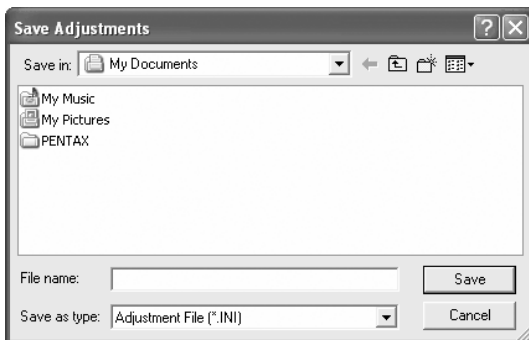 Save Adjustments
Save in: My Documents
My Music
My Pictures
PENTAX
File name:
Save
Save as type: Adjustment File (*.INI)
Cancel